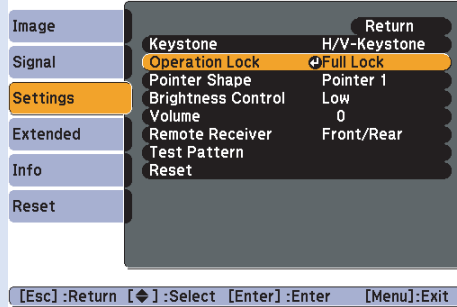 Image
Signal
Settings
Extended
Info
Reset
Return
Keystone H/V-Keystone
Operation Lock Full Lock
Pointer Shape Pointer 1
Brightness Control Low
Volume 0
Remote Receiver Front/Rear
Test Pattern
Reset
[Esc] :Return [◆] :Select [Enter] :Enter [Menu]:Exit